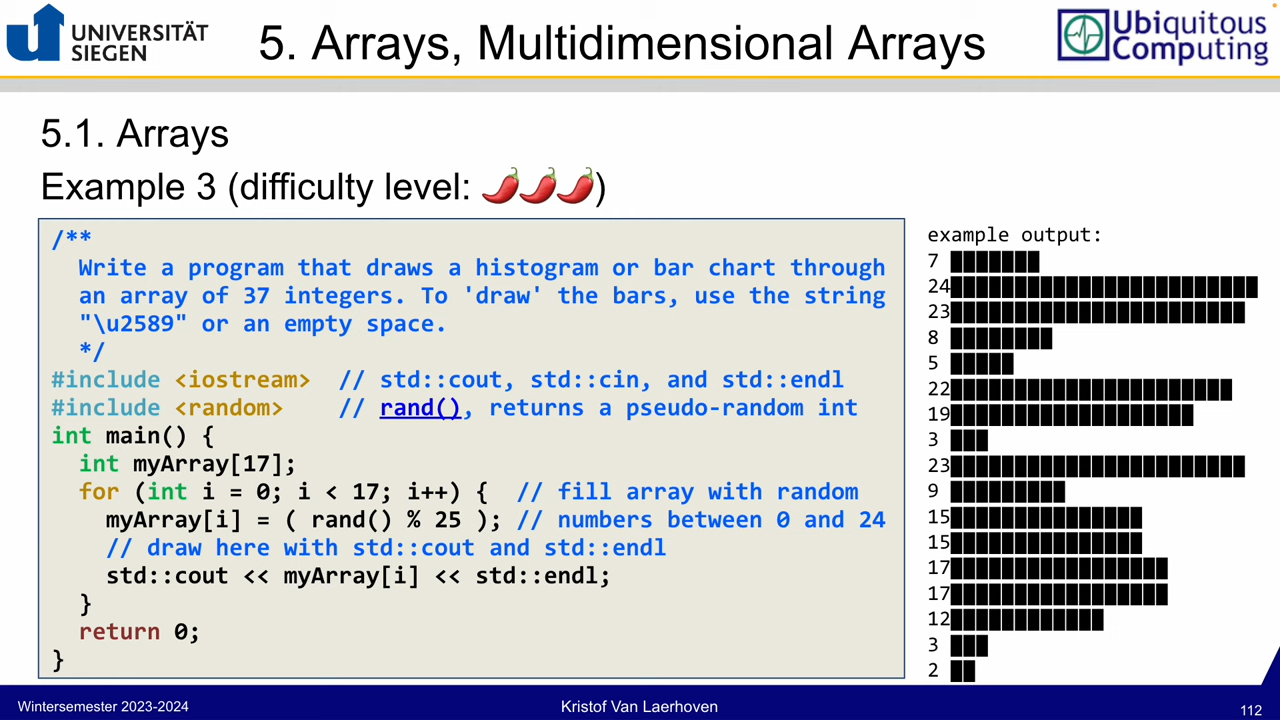 UNIVERSITÄT
SIEGEN
5. Arrays, Multidimensional Arrays
Ubiquitous
Computing
5.1. Arrays
Example 3 (difficulty level: 🌶️🌶️🌶️)
/**
Write a program that draws a histogram or bar chart through
an array of 37 integers. To 'draw' the bars, use the string
"\u2589" or an empty space.
*/
#include <iostream> // std::cout, std::cin, and std::endl
#include <random> // rand(), returns a pseudo-random int
int main() {
int myArray[17];
for (int i = 0; i < 17; i++) { // fill array with random
myArray[i] = ( rand() % 25 ); // numbers between 0 and 24
// draw here with std::cout and std::endl
std::cout << myArray[i] << std::endl;
}
return 0;
}
example output:
7 ▉▉▉▉▉▉▉
24▉▉▉▉▉▉▉▉▉▉▉▉▉▉▉▉▉▉▉▉▉▉▉▉
23▉▉▉▉▉▉▉▉▉▉▉▉▉▉▉▉▉▉▉▉▉▉▉
8 ▉▉▉▉▉▉▉▉
5 ▉▉▉▉▉
22▉▉▉▉▉▉▉▉▉▉▉▉▉▉▉▉▉▉▉▉▉▉
19▉▉▉▉▉▉▉▉▉▉▉▉▉▉▉▉▉▉▉
3 ▉▉▉
23▉▉▉▉▉▉▉▉▉▉▉▉▉▉▉▉▉▉▉▉▉▉▉
9 ▉▉▉▉▉▉▉▉▉
15▉▉▉▉▉▉▉▉▉▉▉▉▉▉▉
15▉▉▉▉▉▉▉▉▉▉▉▉▉▉▉
17▉▉▉▉▉▉▉▉▉▉▉▉▉▉▉▉▉
17▉▉▉▉▉▉▉▉▉▉▉▉▉▉▉▉▉
12▉▉▉▉▉▉▉▉▉▉▉▉
3 ▉▉▉
2 ▉▉
Wintersemester 2023-2024
Kristof Van Laerhoven
112